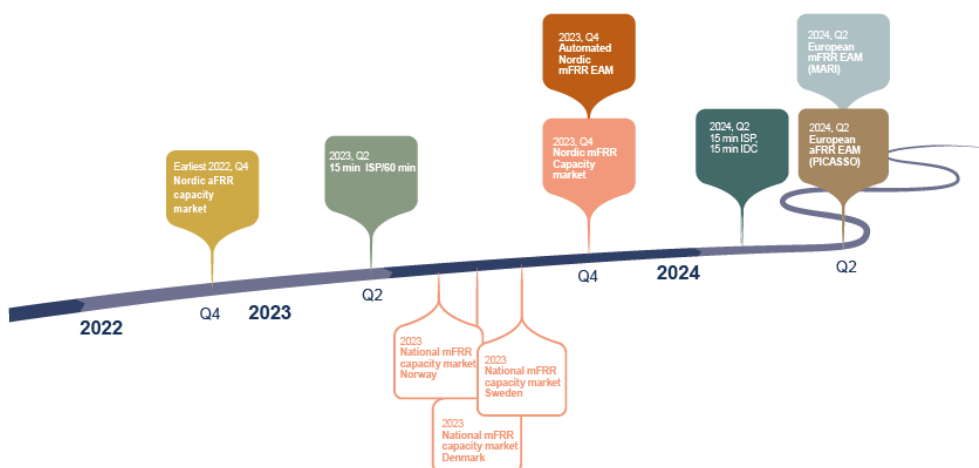 Earliest 2022, Q4
Nordic aFRR
capacity
market
2023, Q2
15 min  ISP/60 min
2023, Q4
Automated
Nordic
mFRR EAM
2023, Q4
Nordic mFRR
Capacity
market
2024, Q2
15 min ISP,
15 min IDC
2024, Q2
European
mFRR EAM
(MARI)
2024, Q2
European
aFRR EAM
(PICASSO)
2022
Q4
2023
Q2
Q4
2024
Q2
2023
National mFRR
capacity market
Norway
2023
National mFRR
capacity market
Sweden
2023
National mFRR
capacity market
Denmark